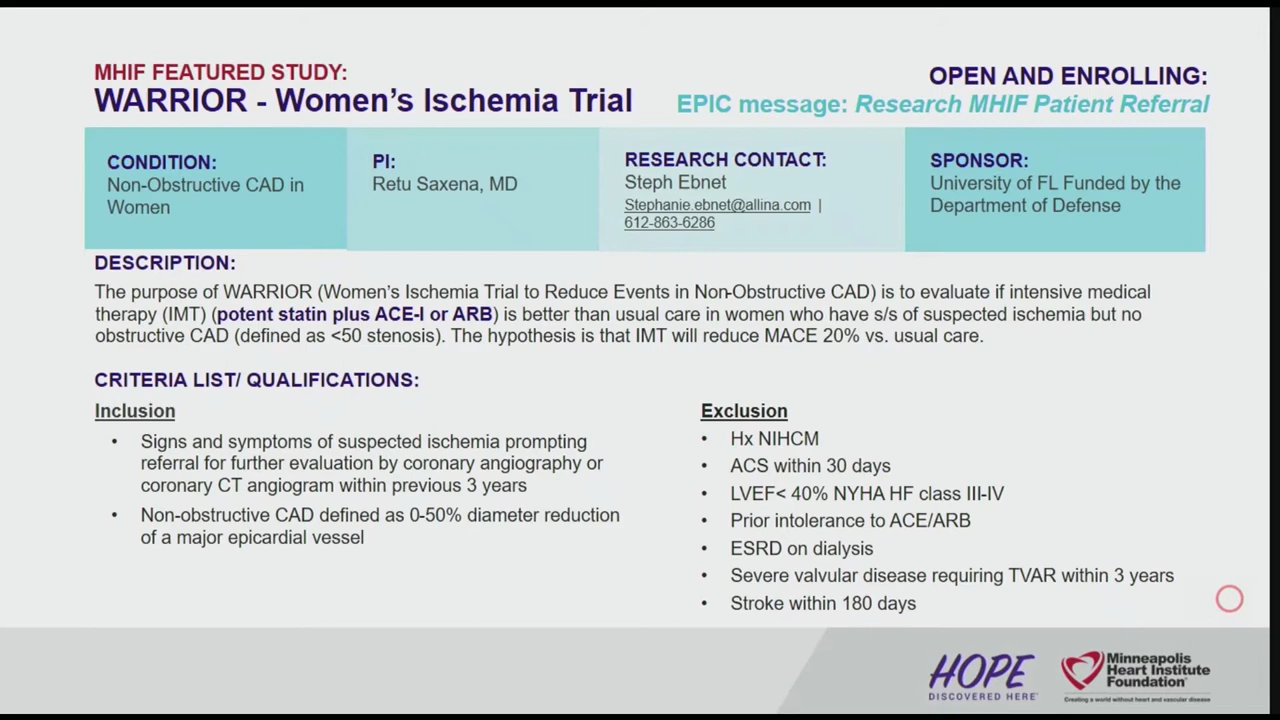 MHIF FEATURED STUDY:
WARRIOR - Women's Ischemia Trial
OPEN AND ENROLLING:
EPIC message: Research MHIF Patient Referral
CONDITION:
Non-Obstructive CAD in
Women
PI:
Retu Saxena, MD
RESEARCH CONTACT:
Steph Ebnet
Stephanie.ebnet@allina.com |
612-863-6286
SPONSOR:
University of FL Funded by the
Department of Defense
DESCRIPTION:
The purpose of WARRIOR (Women's Ischemia Trial to Reduce Events in Non-Obstructive CAD) is to evaluate if intensive medical
therapy (IMT) (potent statin plus ACE-I or ARB) is better than usual care in women who have s/s of suspected ischemia but no
obstructive CAD (defined as <50 stenosis). The hypothesis is that IMT will reduce MACE 20% vs. usual care.
CRITERIA LIST/ QUALIFICATIONS:
Inclusion
• Signs and symptoms of suspected ischemia prompting
referral for further evaluation by coronary angiography or
coronary CT angiogram within previous 3 years
• Non-obstructive CAD defined as 0-50% diameter reduction
of a major epicardial vessel
Exclusion
• Hx NIHCM
• ACS within 30 days
• LVEF< 40% NYHA HF class III-IV
• Prior intolerance to ACE/ARB
• ESRD on dialysis
• Severe valvular disease requiring TVAR within 3 years
• Stroke within 180 days
HOPE
DISCOVERED HERE™
Minneapolis
Heart Institute
Foundation
Creating a world without heart and vascular disease